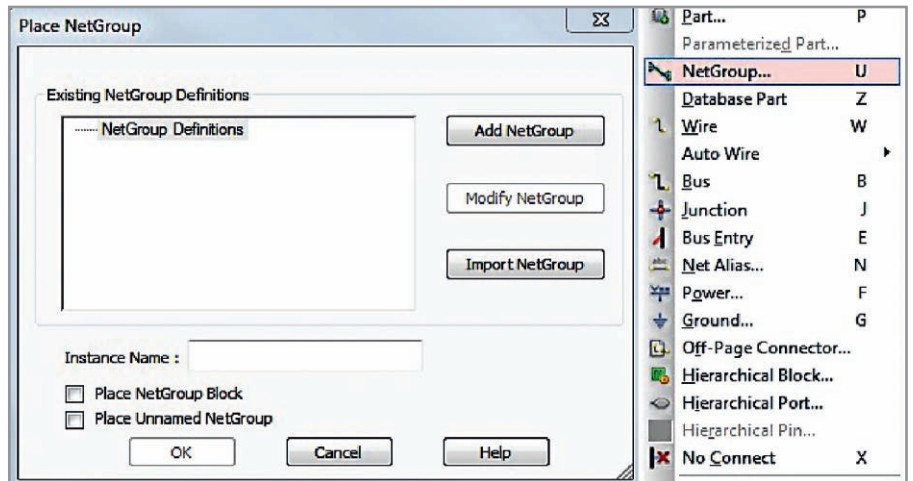 Place NetGroup
Existing NetGroup Definitions
NetGroup Definitions
Add NetGroup
Modify NetGroup
Import NetGroup
Instance Name :
Place NetGroup Block
Place Unnamed NetGroup
OK
Cancel
Help
Part... P
Parameterized Part...
NetGroup... U
Database Part Z
Wire W
Auto Wire
Bus B
Junction J
Bus Entry E
Net Alias... N
Power... F
Ground... G
Off-Page Connector...
Hierarchical Block...
Hierarchical Port...
Hierarchical Pin...
No Connect X